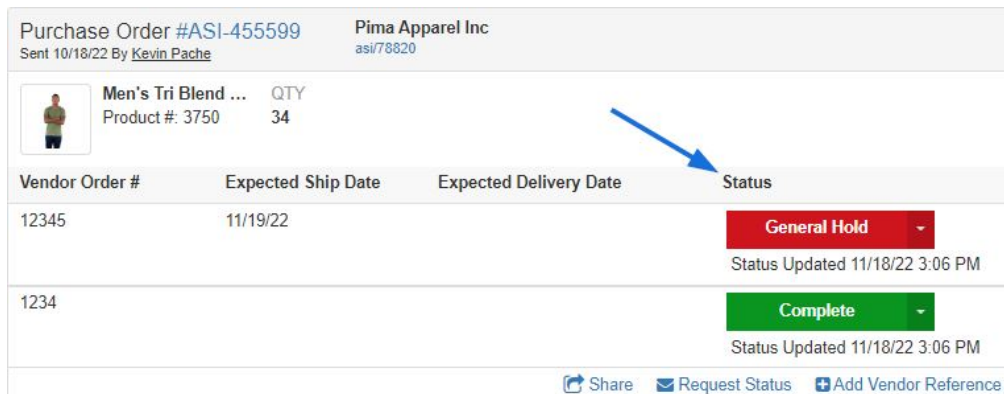 Purchase Order #ASI-455599
Sent 10/18/22 By Kevin Pache
Pima Apparel Inc
asi/78820
Men's Tri Blend ...
Product #: 3750
QTY
34
Vendor Order # Expected Ship Date Expected Delivery Date Status
12345 11/19/22 General Hold
Status Updated 11/18/22 3:06 PM
1234 Complete
Status Updated 11/18/22 3:06 PM
Share Request Status Add Vendor Reference